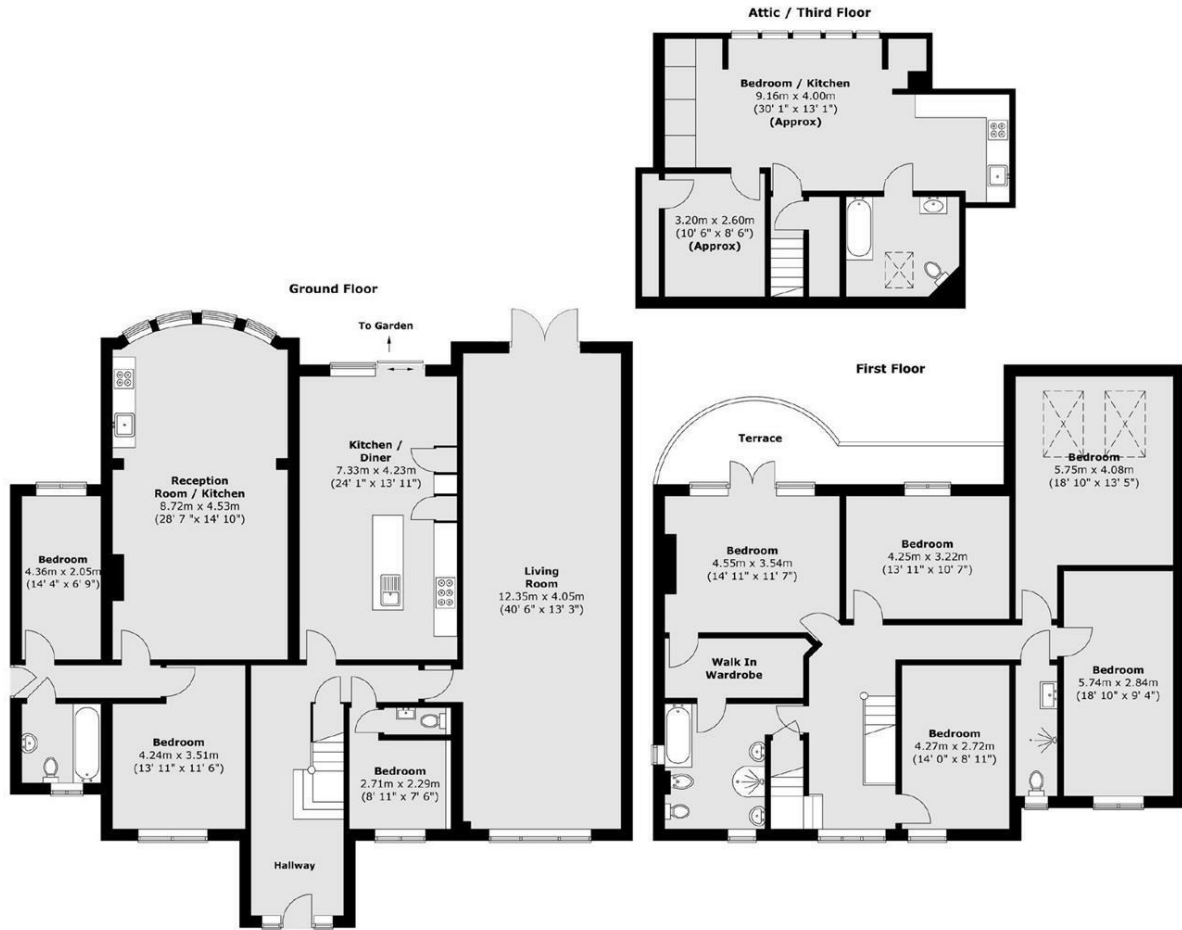 Attic / Third Floor
Bedroom / Kitchen
9.16m x 4.00m
(30' 1" x 13' 1")
(Approx)
3.20m x 2.60m
(10' 6" x 8' 6")
(Approx)
Ground Floor
To Garden
Kitchen /
Diner
7.33m x 4.23m
(24' 1" x 13' 11")
Reception
Room / Kitchen
8.72m x 4.53m
(28' 7 "x 14' 10")
Bedroom
4.36m x 2.05m
(14' 4" x 6' 9")
Living
Room
12.35m x 4.05m
(40' 6" x 13' 3")
Bedroom
4.24m x 3.51m
(13' 11" x 11' 6")
Bedroom
2.71m x 2.29m
(8' 11" x 7' 6")
Hallway
First Floor
Terrace
Bedroom
5.75m x 4.08m
(18' 10" x 13' 5")
Bedroom
4.55m x 3.54m
(14' 11" x 11' 7")
Bedroom
4.25m x 3.22m
(13' 11" x 10' 7")
Walk In
Wardrobe
Bedroom
5.74m x 2.84m
(18' 10" x 9' 4")
Bedroom
4.27m x 2.72m
(14' 0" x 8' 11")